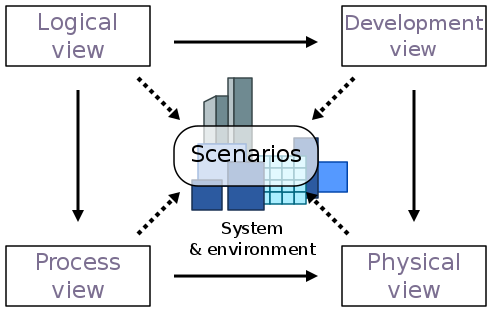 Logical
view
Development
view
Scenarios
System
& environment
Process
view
Physical
view